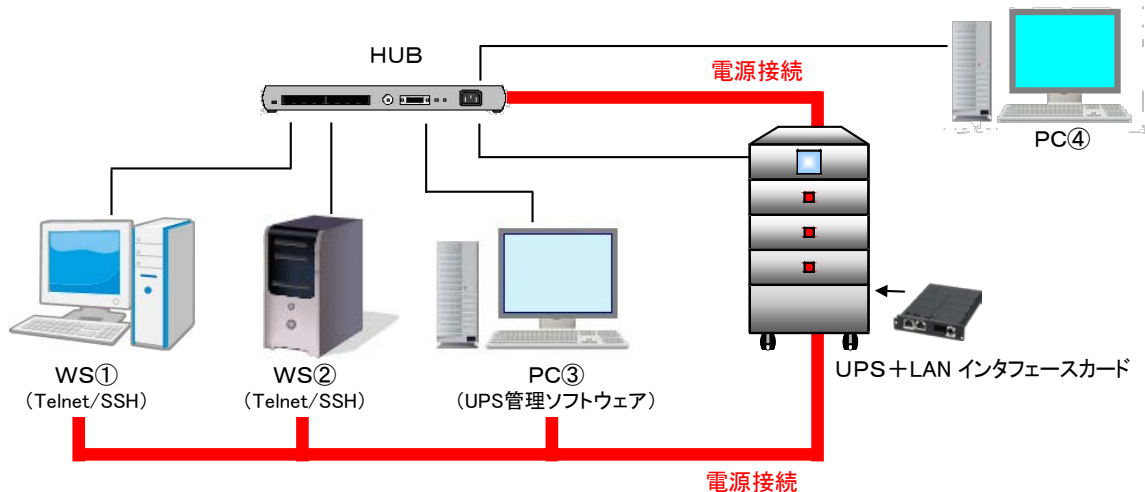 HUB
電源接続
PC④
WS①
(Telnet/SSH)
WS②
(Telnet/SSH)
PC③
(UPS管理ソフトウェア)
UPS+LAN インタフェースカード
電源接続